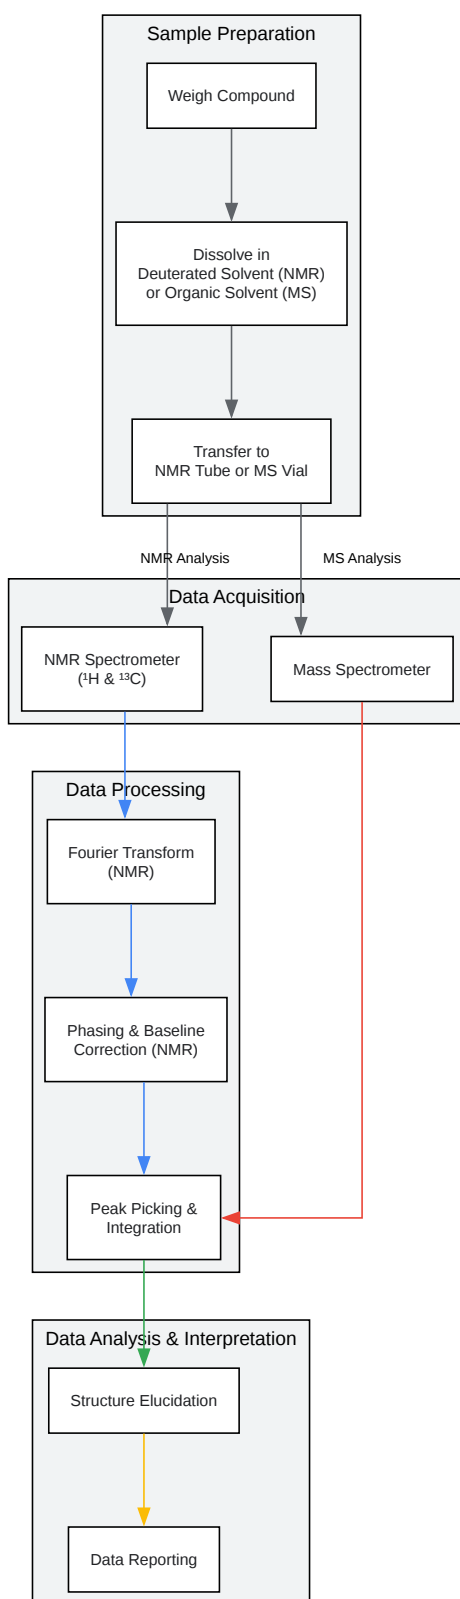 Sample Preparation
Weigh Compound
Dissolve in
Deuterated Solvent (NMR)
or Organic Solvent (MS)
Transfer to
NMR Tube or MS Vial
NMR Analysis
MS Analysis
Data Acquisition
NMR Spectrometer
(¹H & ¹³C)
Mass Spectrometer
Data Processing
Fourier Transform
(NMR)
Phasing & Baseline
Correction (NMR)
Peak Picking &
Integration
Data Analysis & Interpretation
Structure Elucidation
Data Reporting